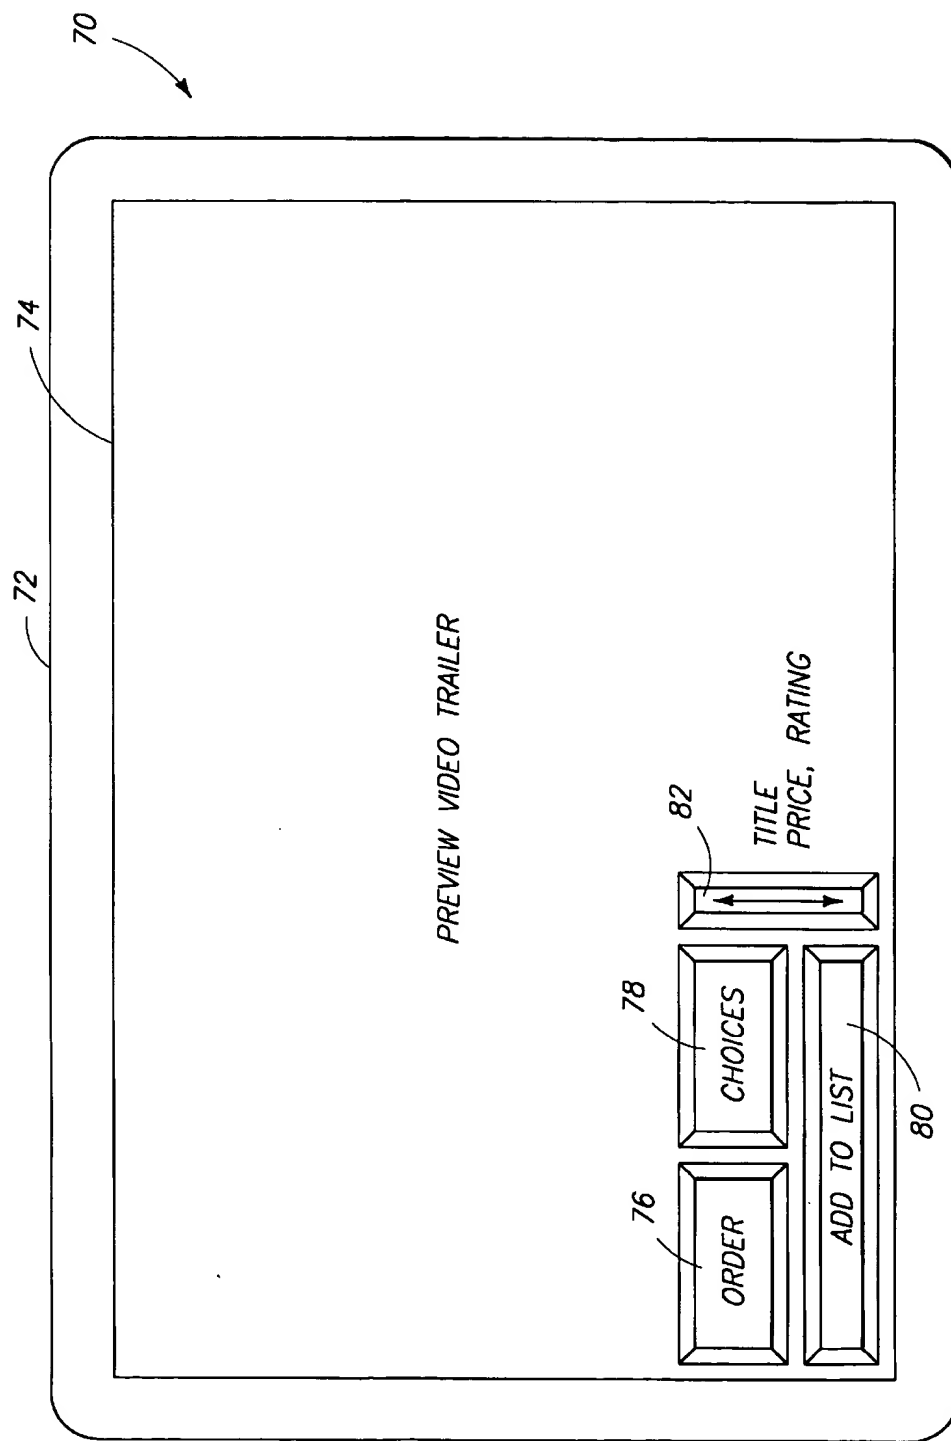 70
72
74
PREVIEW VIDEO TRAILER
76
78
82
ORDER
CHOICES
TITLE
PRICE, RATING
ADD TO LIST
80